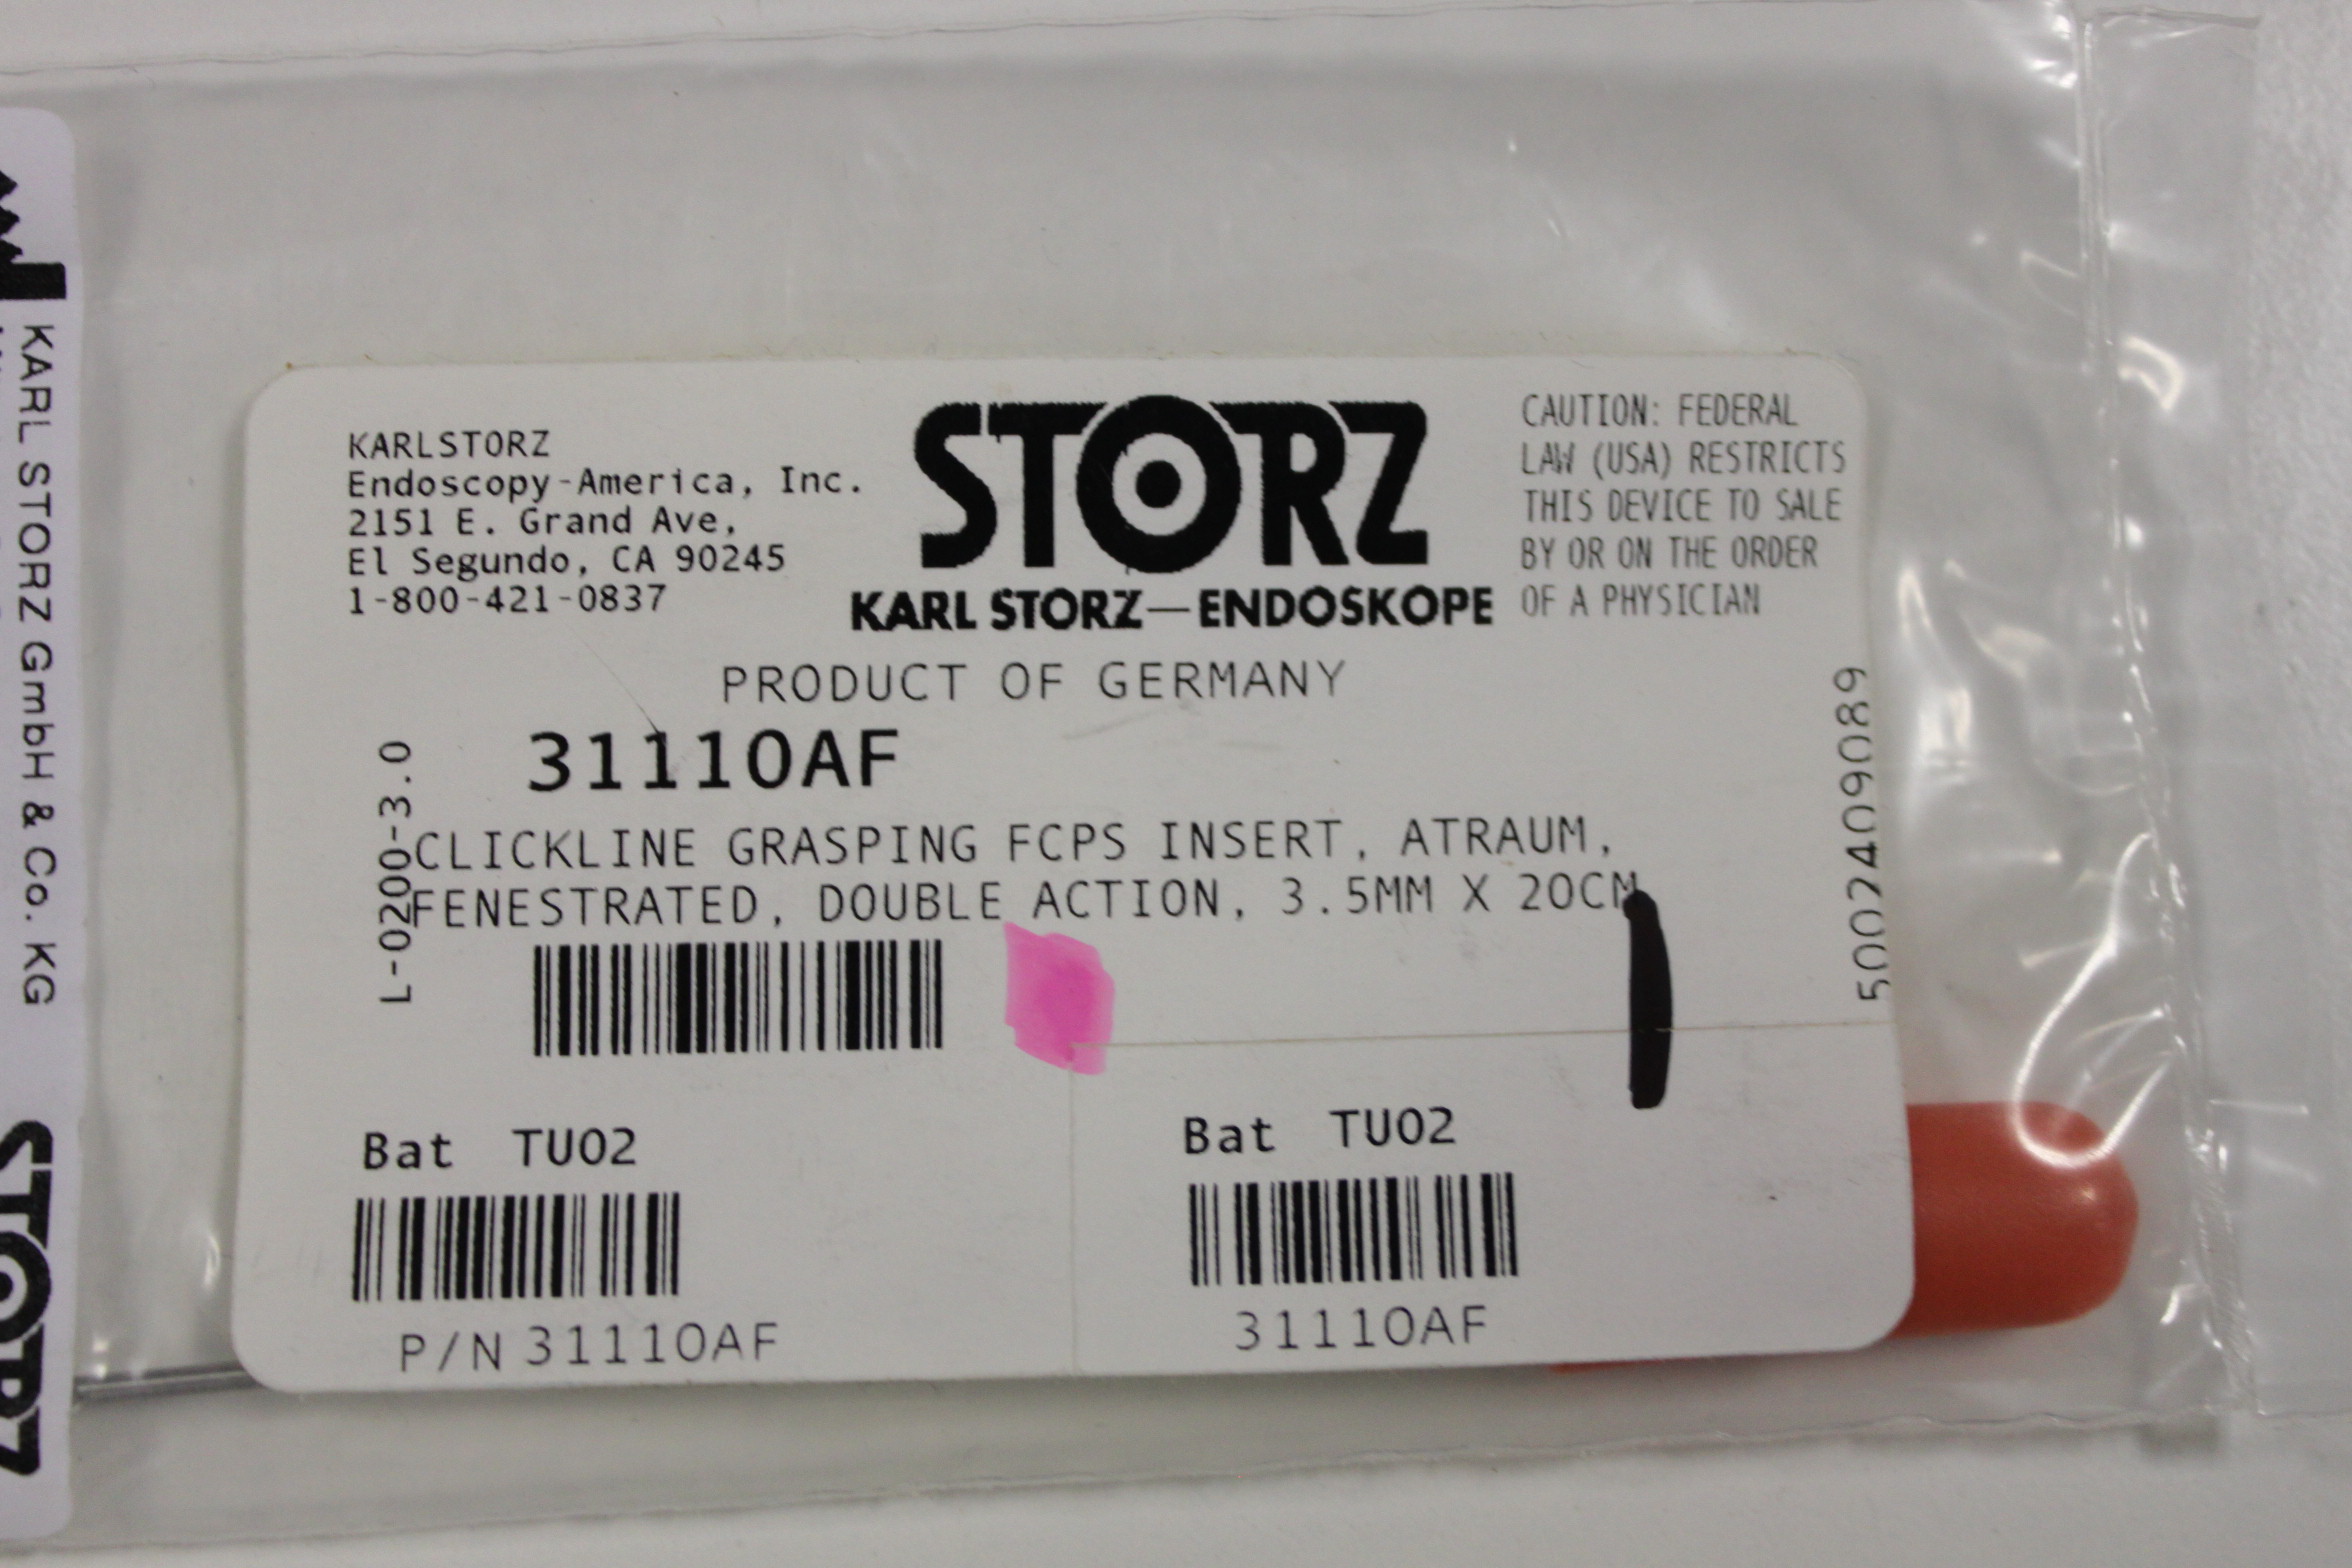 KARL STORZ GmbH & Co. KG
STORZ
KARLSTORZ
Endoscopy-America, Inc.
2151 E. Grand Ave,
El Segundo, CA 90245
1-800-421-0837
STORZ
KARL STORZ—ENDOSKOPE
CAUTION: FEDERAL
LAW (USA) RESTRICTS
THIS DEVICE TO SALE
BY OR ON THE ORDER
OF A PHYSICIAN
PRODUCT OF GERMANY
31110AF
L-0200-3.0
CLICKLINE GRASPING FCPS INSERT, ATRAUM,
FENESTRATED, DOUBLE ACTION, 3.5MM X 20CM
5002409089
Bat TU02
P/N 31110AF
Bat TU02
31110AF